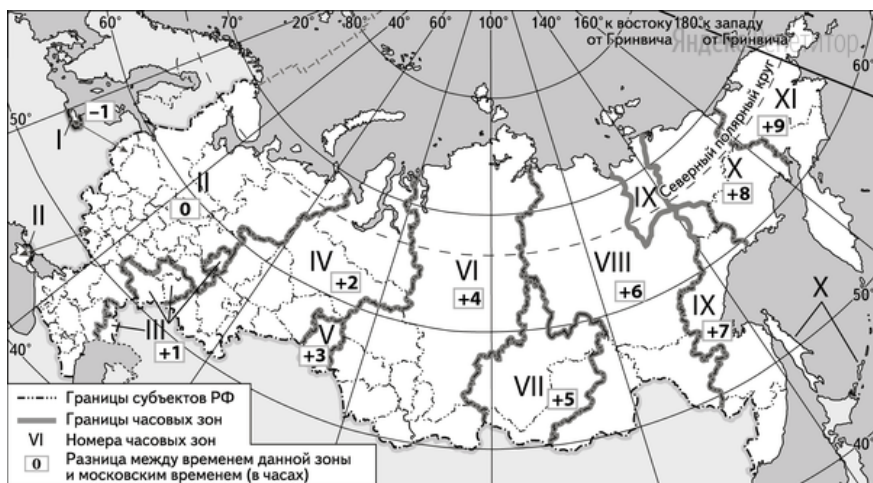 60° 70° 80° 20° 40° 60° 100° 140° 160° к востоку от Гринвича 180° к западу от Гринвича
Яндекс Репетитор
60°
50°
-1
I
Северный полярный круг
XI
+9
II
0
IX
X
+8
II
IV
+2
VI
+4
VIII
+6
IX
+7
X
50°
III
+1
V
+3
VII
+5
40°
40°
Границы субъектов РФ
Границы часовых зон
VI Номера часовых зон
0 Разница между временем данной зоны
и московским временем (в часах)